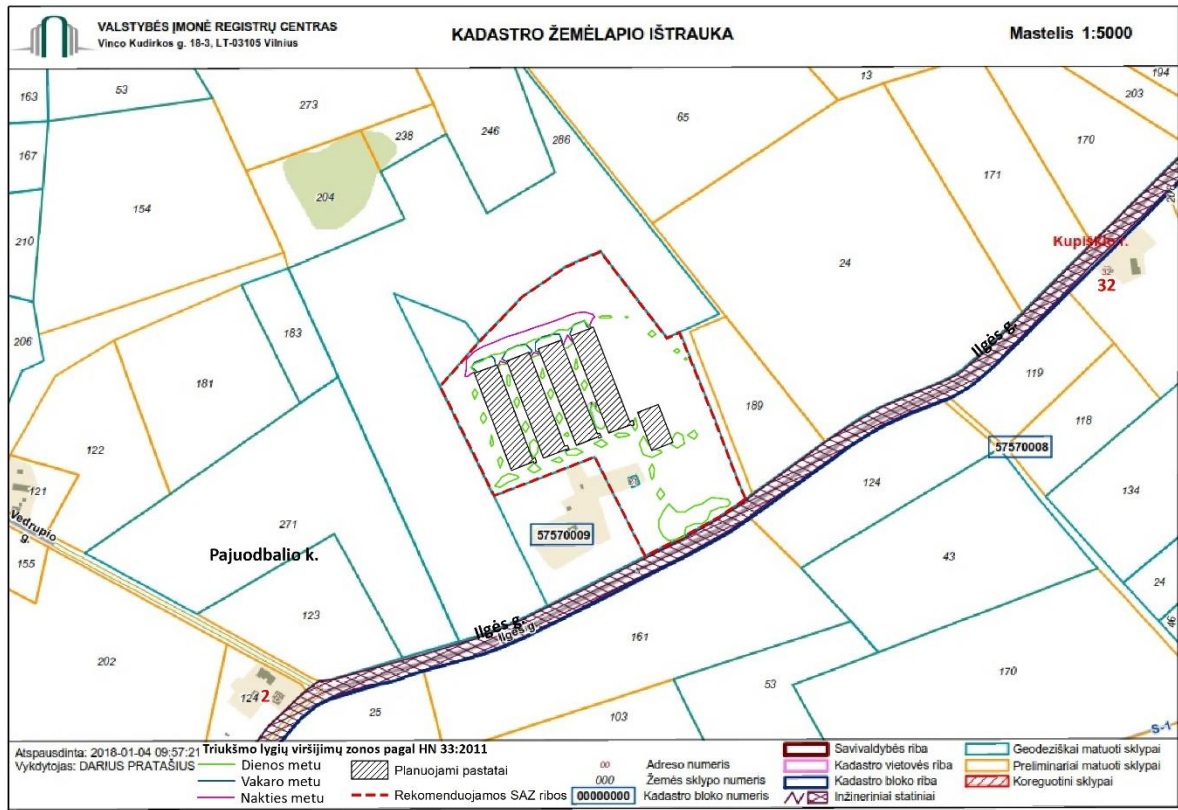 VALSTYBĖS ĮMONĖ REGISTRŲ CENTRAS
Vinco Kudirkos g. 18-3, LT-03105 Vilnius
KADASTRO ŽEMĖLAPIO IŠTRAUKA
Mastelis 1:5000
163
53
273
238
246
286
65
13
194
203
170
171
167
154
204
210
206
183
181
24
208
Kupiškio r.
32
32
Ilgės g.
189
119
118
122
121
57570008
124
134
Vedrupio
g.
271
57570009
155
Pajuodbalio k.
43
24
46
123
Ilgės g.
Ilgės g.
161
170
202
124
2
25
103
53
S-1
Atspausdinta: 2018-01-04 09:57:21
Vykdytojas: DARIUS PRATAŠIUS
Triukšmo lygių viršijimų zonos pagal HN 33:2011
Dienos metu
Vakaro metu
Nakties metu
Planuojami pastatai
Rekomenduojamos SAZ ribos
00 Adreso numeris
000 Žemės sklypo numeris
00000000 Kadastro bloko numeris
Savivaldybės riba
Kadastro vietovės riba
Kadastro bloko riba
Inžineriniai statiniai
Geodeziškai matuoti sklypai
Preliminariai matuoti sklypai
Koreguotini sklypai